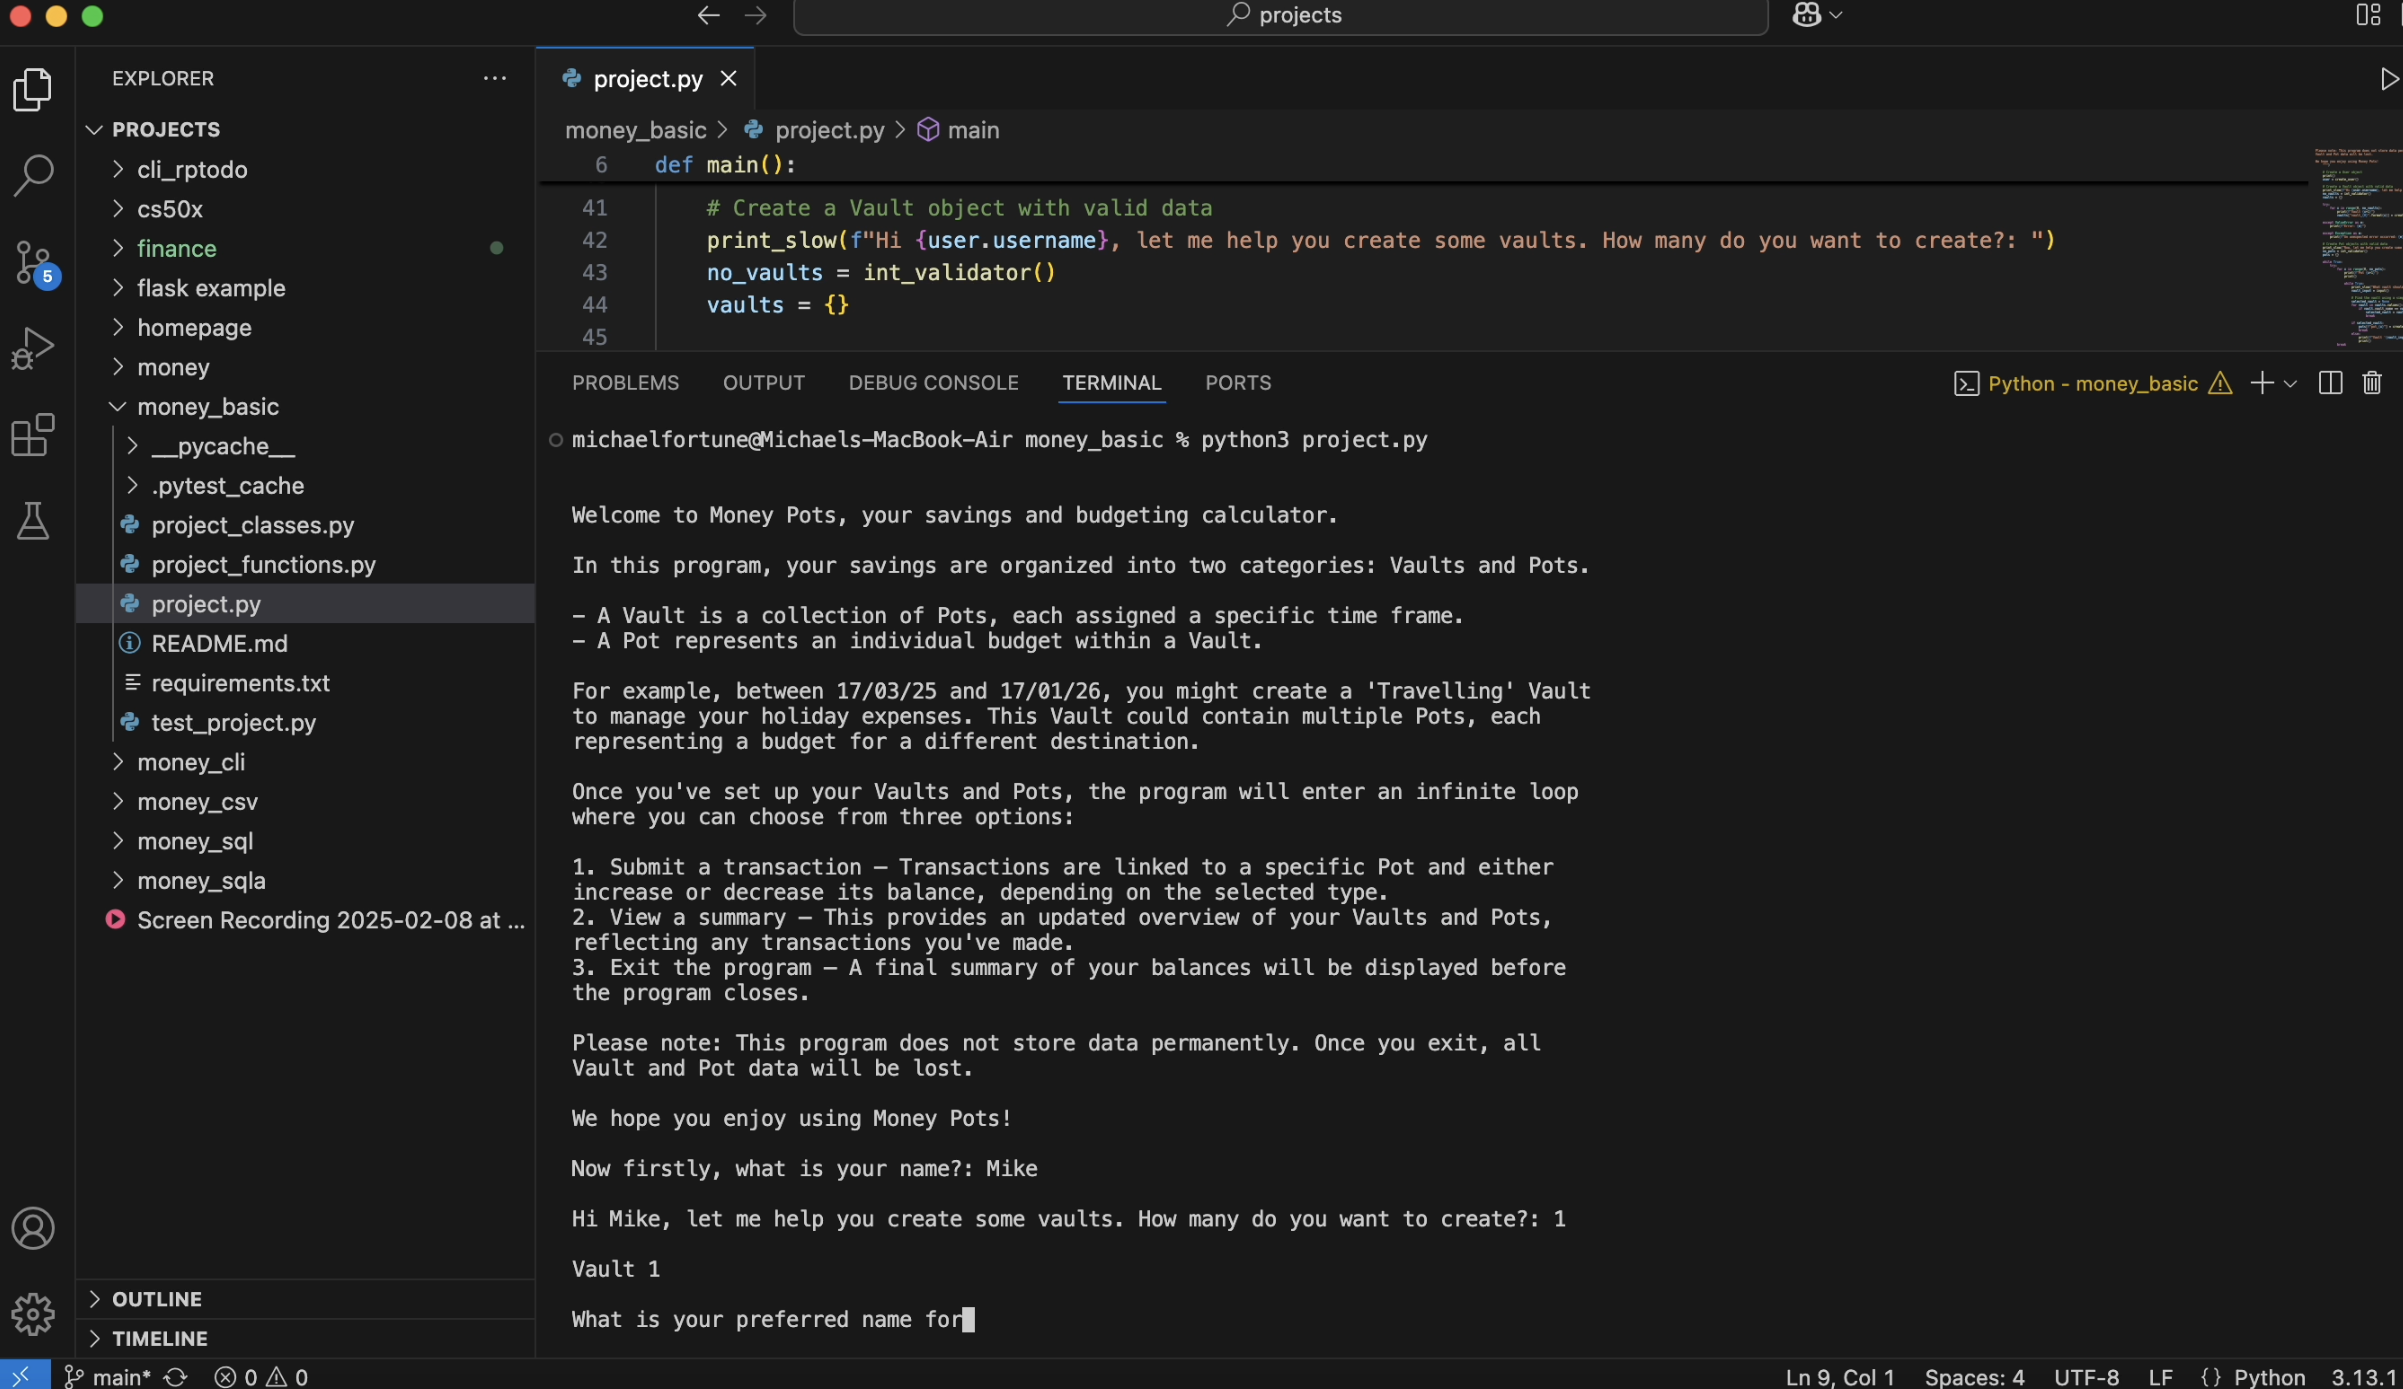 projects
EXPLORER
PROJECTS
cli_rptodo
cs50x
finance
flask example
homepage
money
money_basic
__pycache__
.pytest_cache
project_classes.py
project_functions.py
project.py
README.md
requirements.txt
test_project.py
money_cli
money_csv
money_sql
money_sqla
Screen Recording 2025-02-08 at ...
OUTLINE
TIMELINE
5
project.py
money_basic > project.py > main
6 def main():
41 # Create a Vault object with valid data
42 print_slow(f"Hi {user.username}, let me help you create some vaults. How many do you want to create?: ")
43 no_vaults = int_validator()
44 vaults = {}
45
PROBLEMS OUTPUT DEBUG CONSOLE TERMINAL PORTS
Python - money_basic
michaelfortune@Michaels-MacBook-Air money_basic % python3 project.py
Welcome to Money Pots, your savings and budgeting calculator.
In this program, your savings are organized into two categories: Vaults and Pots.
– A Vault is a collection of Pots, each assigned a specific time frame.
– A Pot represents an individual budget within a Vault.
For example, between 17/03/25 and 17/01/26, you might create a 'Travelling' Vault
to manage your holiday expenses. This Vault could contain multiple Pots, each
representing a budget for a different destination.
Once you've set up your Vaults and Pots, the program will enter an infinite loop
where you can choose from three options:
1. Submit a transaction – Transactions are linked to a specific Pot and either
increase or decrease its balance, depending on the selected type.
2. View a summary – This provides an updated overview of your Vaults and Pots,
reflecting any transactions you've made.
3. Exit the program – A final summary of your balances will be displayed before
the program closes.
Please note: This program does not store data permanently. Once you exit, all
Vault and Pot data will be lost.
We hope you enjoy using Money Pots!
Now firstly, what is your name?: Mike
Hi Mike, let me help you create some vaults. How many do you want to create?: 1
Vault 1
What is your preferred name for
main* 0 0
Ln 9, Col 1 Spaces: 4 UTF-8 LF {} Python 3.13.1